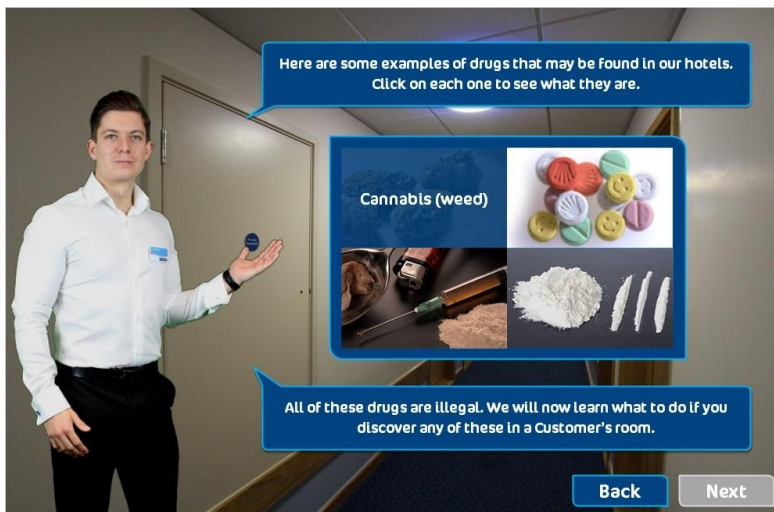 Here are some examples of drugs that may be found in our hotels.
Click on each one to see what they are.
Cannabis (weed)
All of these drugs are illegal. We will now learn what to do if you
discover any of these in a Customer's room.
Back
Next